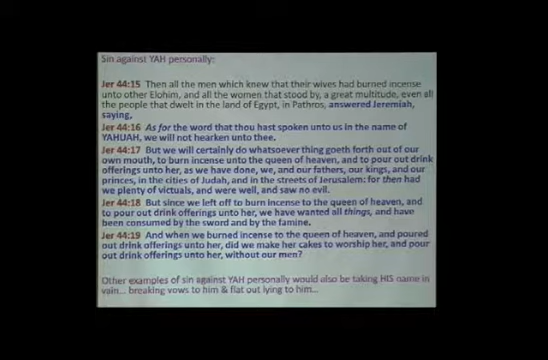 Sin against YAH personally:
Jer 44:15 Then all the men which knew that their wives had burned incense
unto other Elohim, and all the women that stood by, a great multitude, even all
the people that dwelt in the land of Egypt, in Pathros, answered Jeremiah,
saying,
Jer 44:16 As for the word that thou hast spoken unto us in the name of
YAHUAH, we will not hearken unto thee.
Jer 44:17 But we will certainly do whatsoever thing goeth forth out of our
own mouth, to burn incense unto the queen of heaven, and to pour out drink
offerings unto her, as we have done, we, and our fathers, our kings, and our
princes, in the cities of Judah, and in the streets of Jerusalem: for then had
we plenty of victuals, and were well, and saw no evil.
Jer 44:18 But since we left off to burn incense to the queen of heaven, and
to pour out drink offerings unto her, we have wanted all things, and have
been consumed by the sword and by the famine.
Jer 44:19 And when we burned incense to the queen of heaven, and poured
out drink offerings unto her, did we make her cakes to worship her, and pour
out drink offerings unto her, without our men?
Other examples of sin against YAH personally would also be taking HIS name in
vain... breaking vows to him & flat out lying to him...